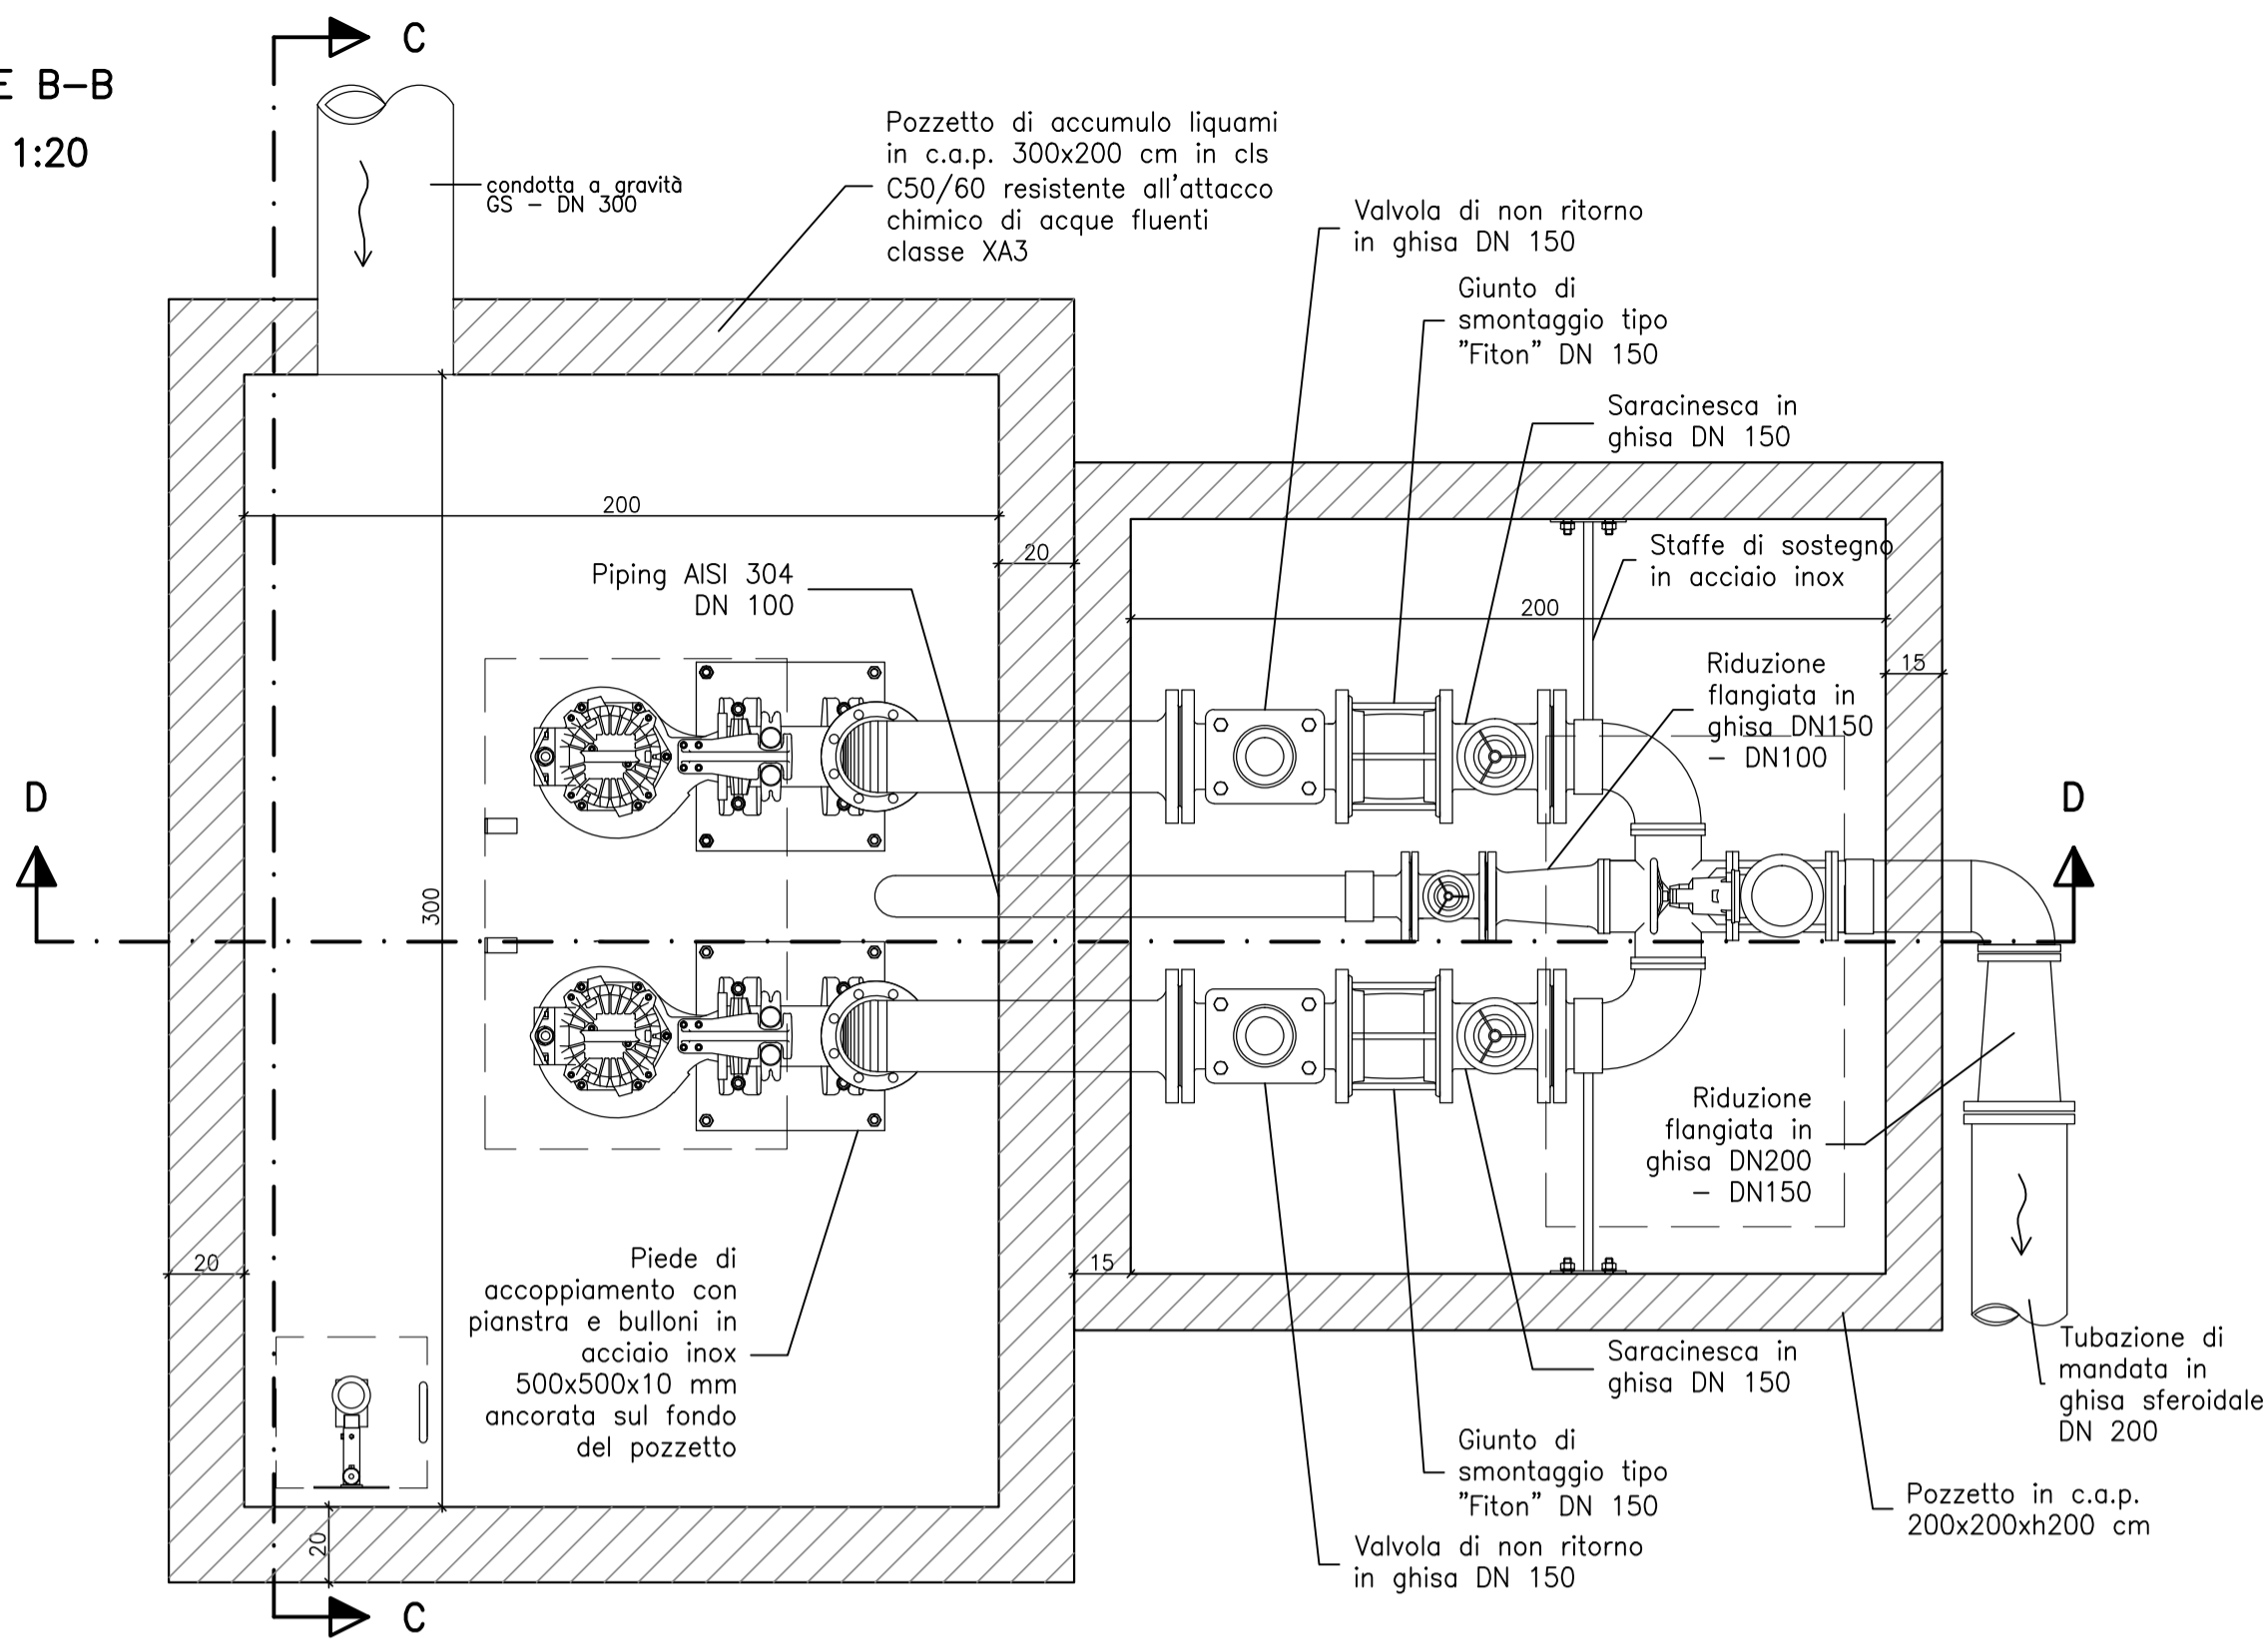 C
E B-B
1:20
condotta a gravità
GS - DN 300
Pozzetto di accumulo liquami
in c.a.p. 300x200 cm in cls
C50/60 resistente all'attacco
chimico di acque fluenti
classe XA3
Valvola di non ritorno
in ghisa DN 150
Giunto di
smontaggio tipo
"Fiton" DN 150
Saracinesca in
ghisa DN 150
200
20
Piping AISI 304
DN 100
Staffe di sostegno
in acciaio inox
200
15
Riduzione
flangiata in
ghisa DN150
- DN100
D
D
300
Riduzione
flangiata in
ghisa DN200
- DN150
20
15
Piede di
accoppiamento con
pianstra e bulloni in
acciaio inox
500x500x10 mm
ancorata sul fondo
del pozzetto
Saracinesca in
ghisa DN 150
Tubazione di
mandata in
ghisa sferoidale
DN 200
Giunto di
smontaggio tipo
"Fiton" DN 150
Pozzetto in c.a.p.
200x200xh200 cm
20
Valvola di non ritorno
in ghisa DN 150
C